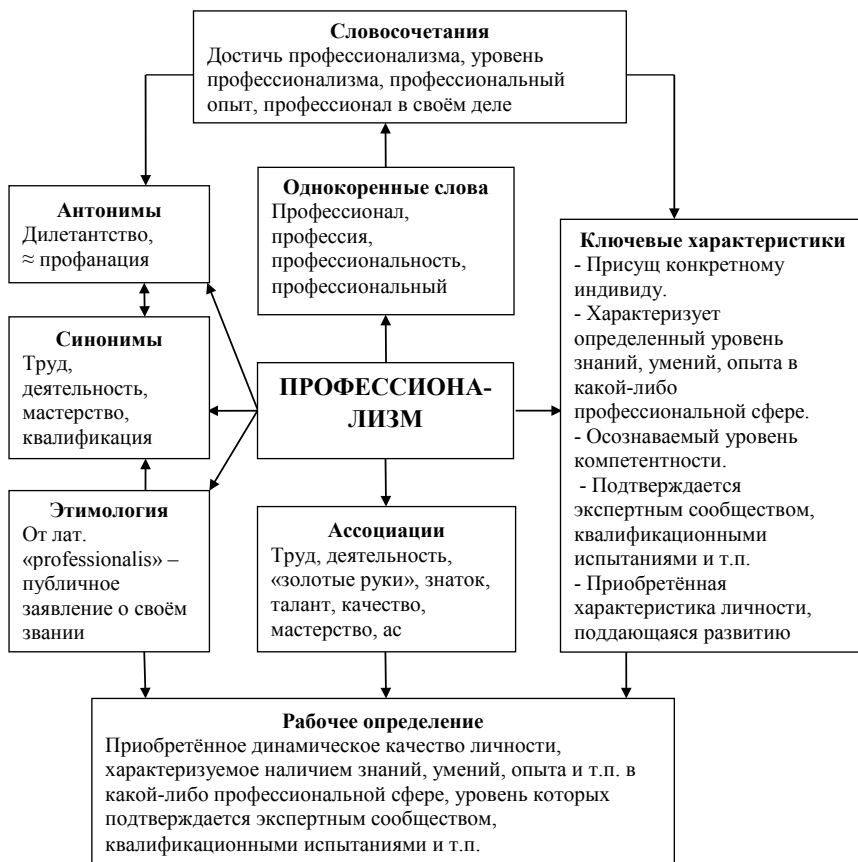 Словосочетания
Достичь профессионализма, уровень
профессионализма, профессиональный
опыт, профессионал в своём деле
Антонимы
Дилетантство,
≈ профанация
Однокоренные слова
Профессионал,
профессия,
профессиональность,
профессиональный
Ключевые характеристики
- Присущ конкретному
индивиду.
- Характеризует
определенный уровень
знаний, умений, опыта в
какой-либо
профессиональной сфере.
- Осознаваемый уровень
компетентности.
- Подтверждается
экспертным сообществом,
квалификационными
испытаниями и т.п.
- Приобретённая
характеристика личности,
поддающаяся развитию
Синонимы
Труд,
деятельность,
мастерство,
квалификация
ПРОФЕССИОНА-
ЛИЗМ
Этимология
От лат.
«professionalis» –
публичное
заявление о своём
звании
Ассоциации
Труд, деятельность,
«золотые руки», знаток,
талант, качество,
мастерство, ас
Рабочее определение
Приобретённое динамическое качество личности,
характеризуемое наличием знаний, умений, опыта и т.п. в
какой-либо профессиональной сфере, уровень которых
подтверждается экспертным сообществом,
квалификационными испытаниями и т.п.